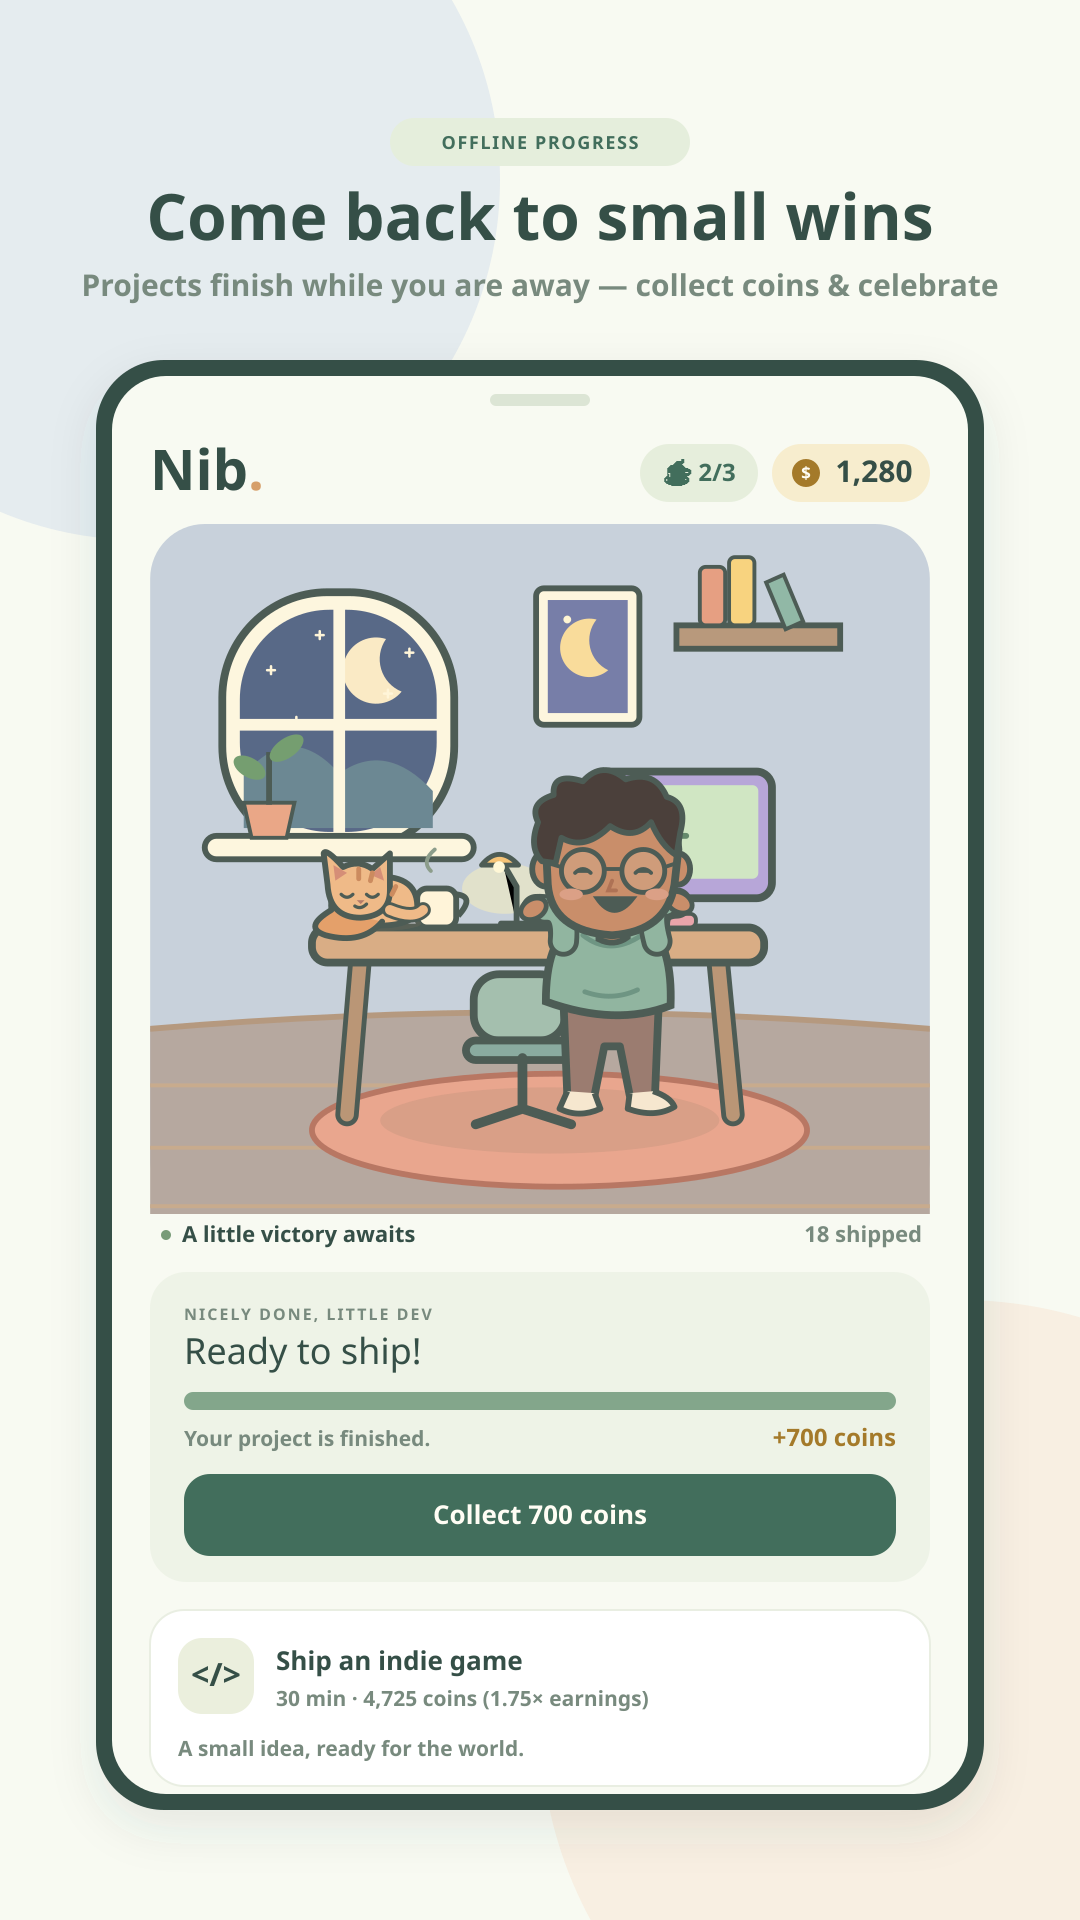 OFFLINE PROGRESS
Come back to small wins
Projects finish while you are away — collect coins & celebrate
Nib.
2/3
$ 1,280
A little victory awaits
18 shipped
NICELY DONE, LITTLE DEV
Ready to ship!
Your project is finished.
+700 coins
Collect 700 coins
</>
Ship an indie game
30 min · 4,725 coins (1.75× earnings)
A small idea, ready for the world.